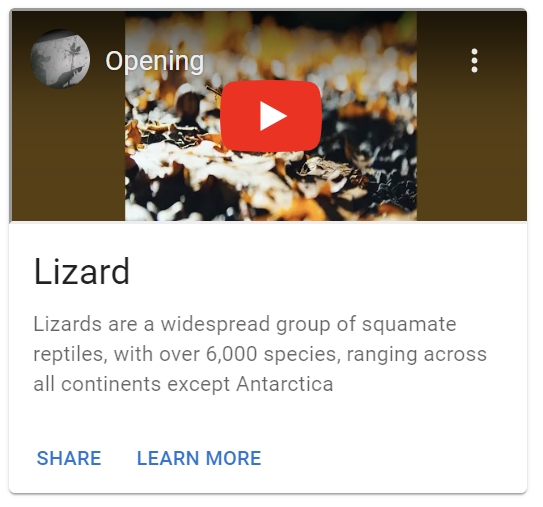 Opening
Lizard
Lizards are a widespread group of squamate
reptiles, with over 6,000 species, ranging across
all continents except Antarctica
SHARE LEARN MORE